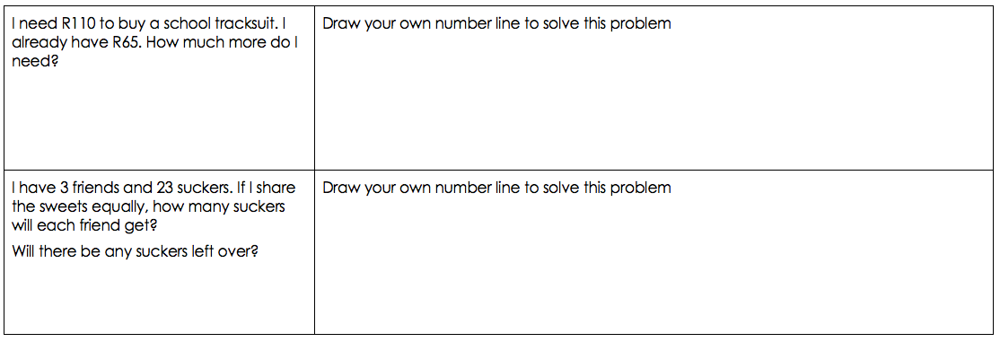 I need R110 to buy a school tracksuit. I
already have R65. How much more do I
need?
Draw your own number line to solve this problem
I have 3 friends and 23 suckers. If I share
the sweets equally, how many suckers
will each friend get?
Will there be any suckers left over?
Draw your own number line to solve this problem